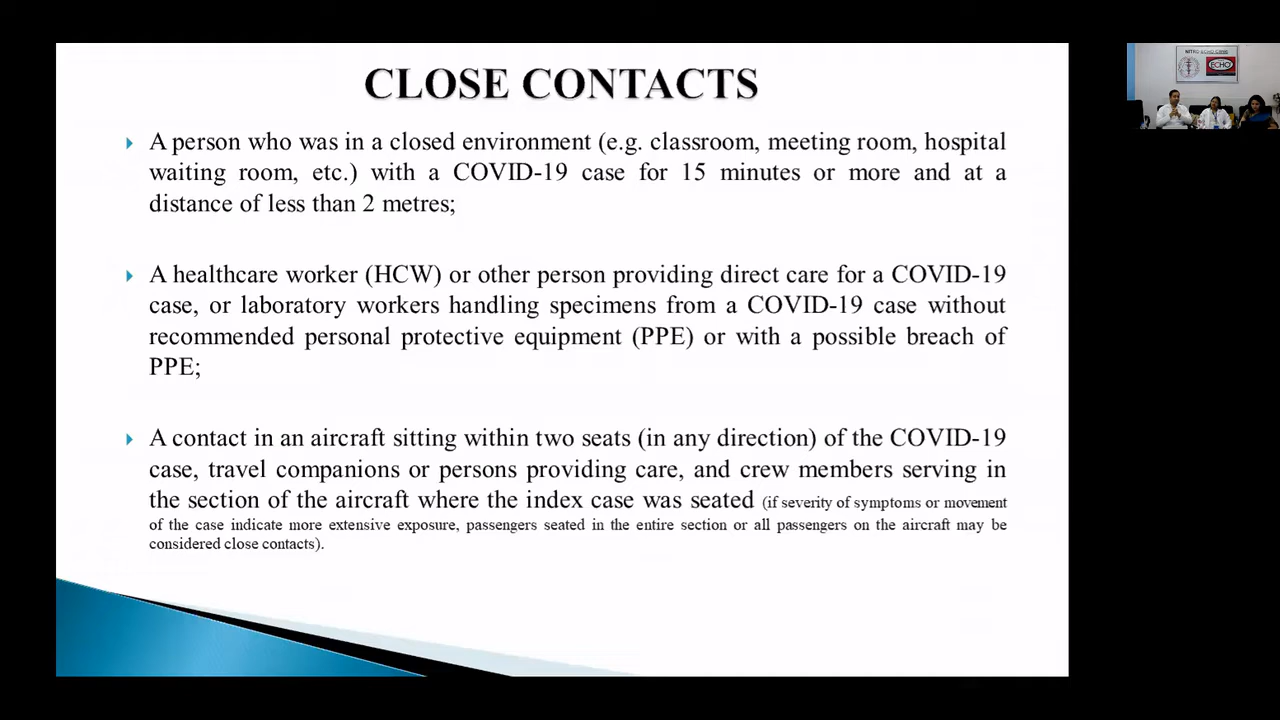 CLOSE CONTACTS
A person who was in a closed environment (e.g. classroom, meeting room, hospital
waiting room, etc.) with a COVID-19 case for 15 minutes or more and at a
distance of less than 2 metres;
A healthcare worker (HCW) or other person providing direct care for a COVID-19
case, or laboratory workers handling specimens from a COVID-19 case without
recommended personal protective equipment (PPE) or with a possible breach of
PPE;
A contact in an aircraft sitting within two seats (in any direction) of the COVID-19
case, travel companions or persons providing care, and crew members serving in
the section of the aircraft where the index case was seated (if severity of symptoms or movement
of the case indicate more extensive exposure, passengers seated in the entire section or all passengers on the aircraft may be
considered close contacts).
ECHO